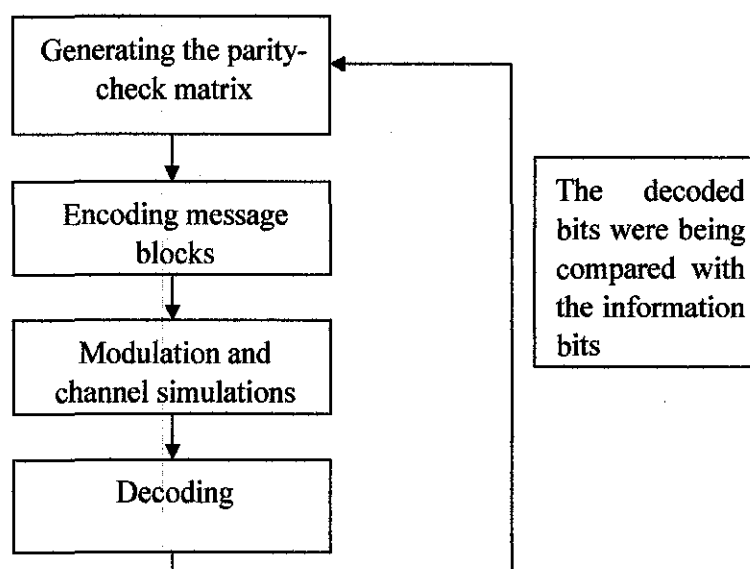 Generating the parity-
check matrix
Encoding message
blocks
Modulation and
channel simulations
Decoding
The decoded
bits were being
compared with
the information
bits